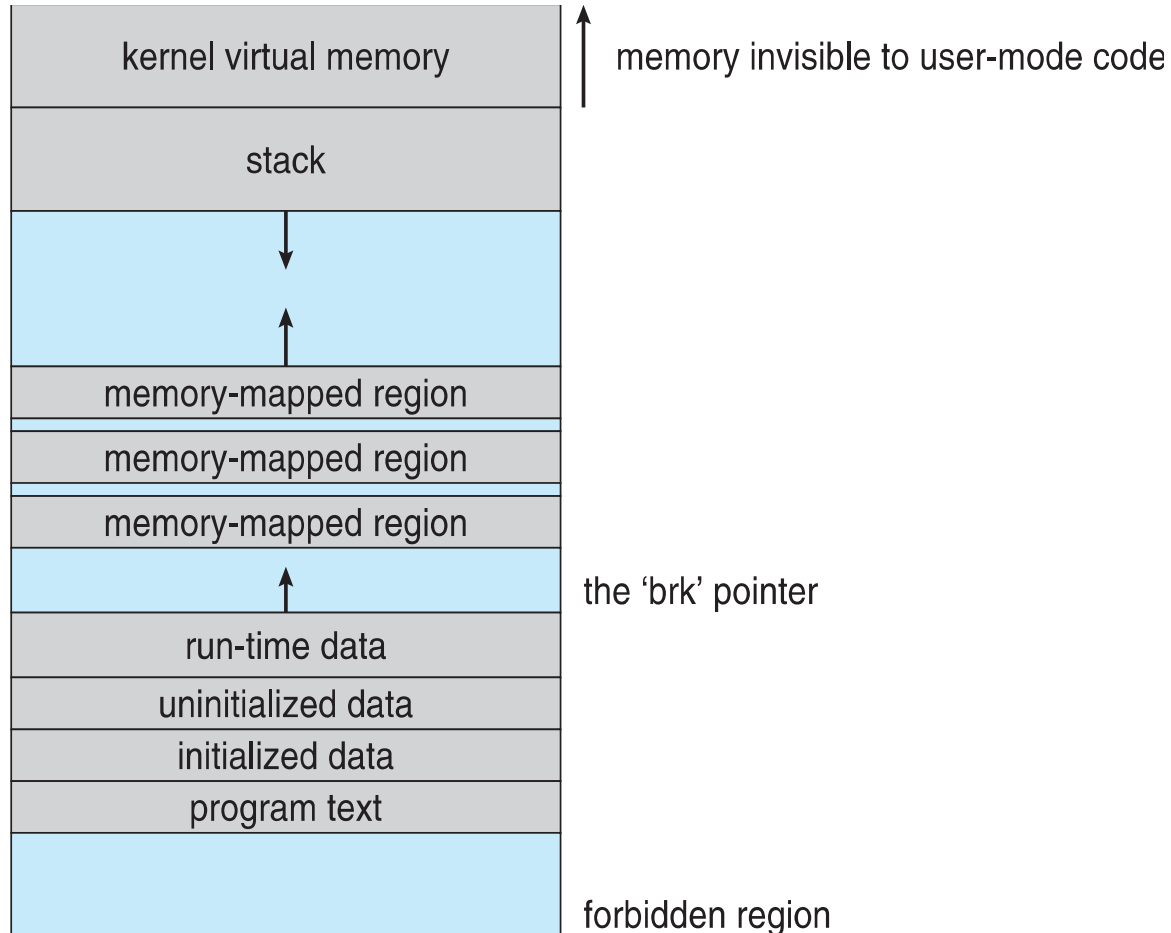 kernel virtual memory
memory invisible to user-mode code
stack
memory-mapped region
memory-mapped region
memory-mapped region
the ‘brk’ pointer
run-time data
uninitialized data
initialized data
program text
forbidden region